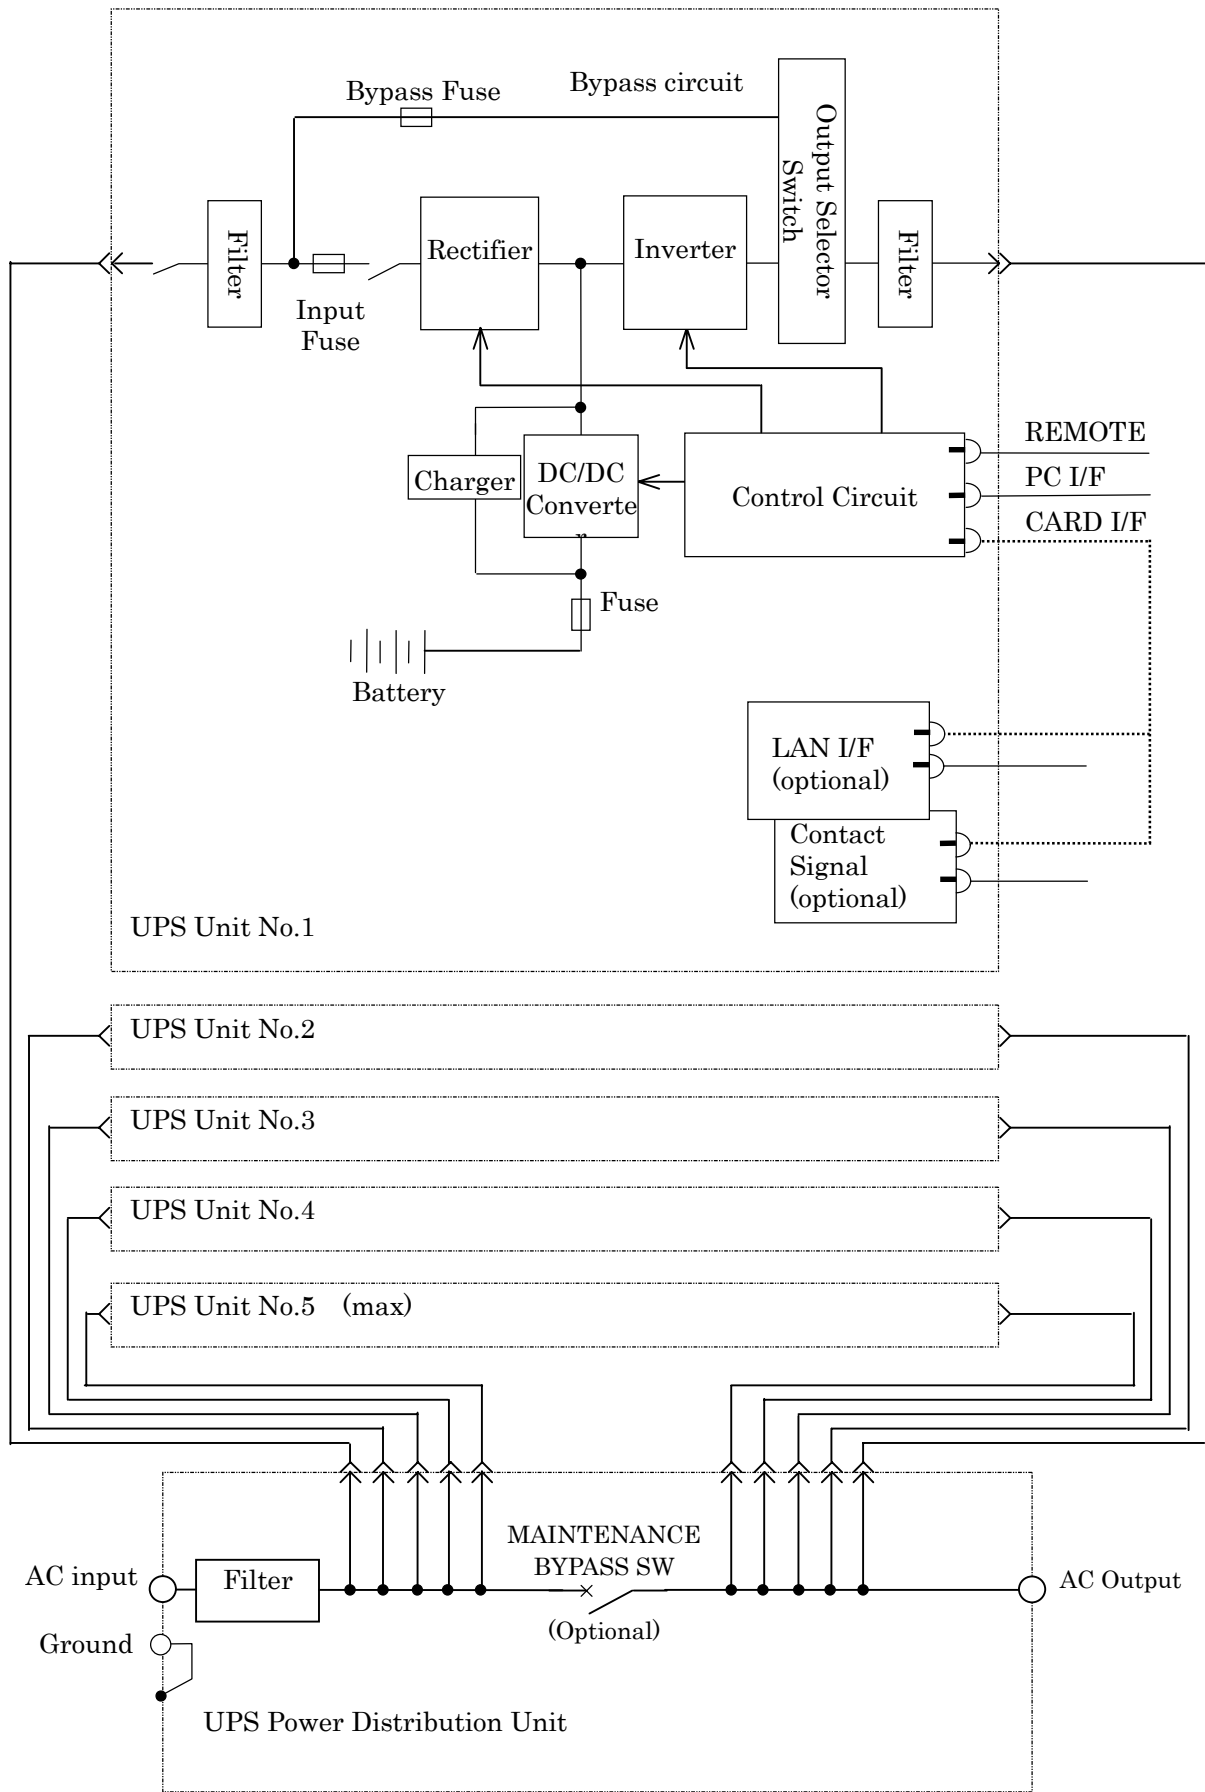 Bypass Fuse
Bypass circuit
Output Selector
Switch
Filter
Rectifier
Inverter
Filter
Input
Fuse
REMOTE
Charger
DC/DC
Converte
r
Control Circuit
PC I/F
CARD I/F
Fuse
Battery
LAN I/F
(optional)
Contact
Signal
(optional)
UPS Unit No.1
UPS Unit No.2
UPS Unit No.3
UPS Unit No.4
UPS Unit No.5 (max)
MAINTENANCE
BYPASS SW
AC input
Filter
AC Output
(Optional)
Ground
UPS Power Distribution Unit